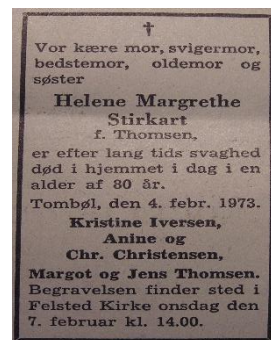 Vor kære mor, svigermor,
bedstemor, oldemor og
søster
Helene Margrethe
Stirkart
f. Thomsen,
er efter lang tids svaghed
død i hjemmet i dag i en
alder af 80 år.
Tombøl, den 4. febr. 1973.
Kristine Iversen,
Anine og
Chr. Christensen,
Margot og Jens Thomsen.
Begravelsen finder sted i
Felsted Kirke onsdag den
7. februar kl. 14.00.